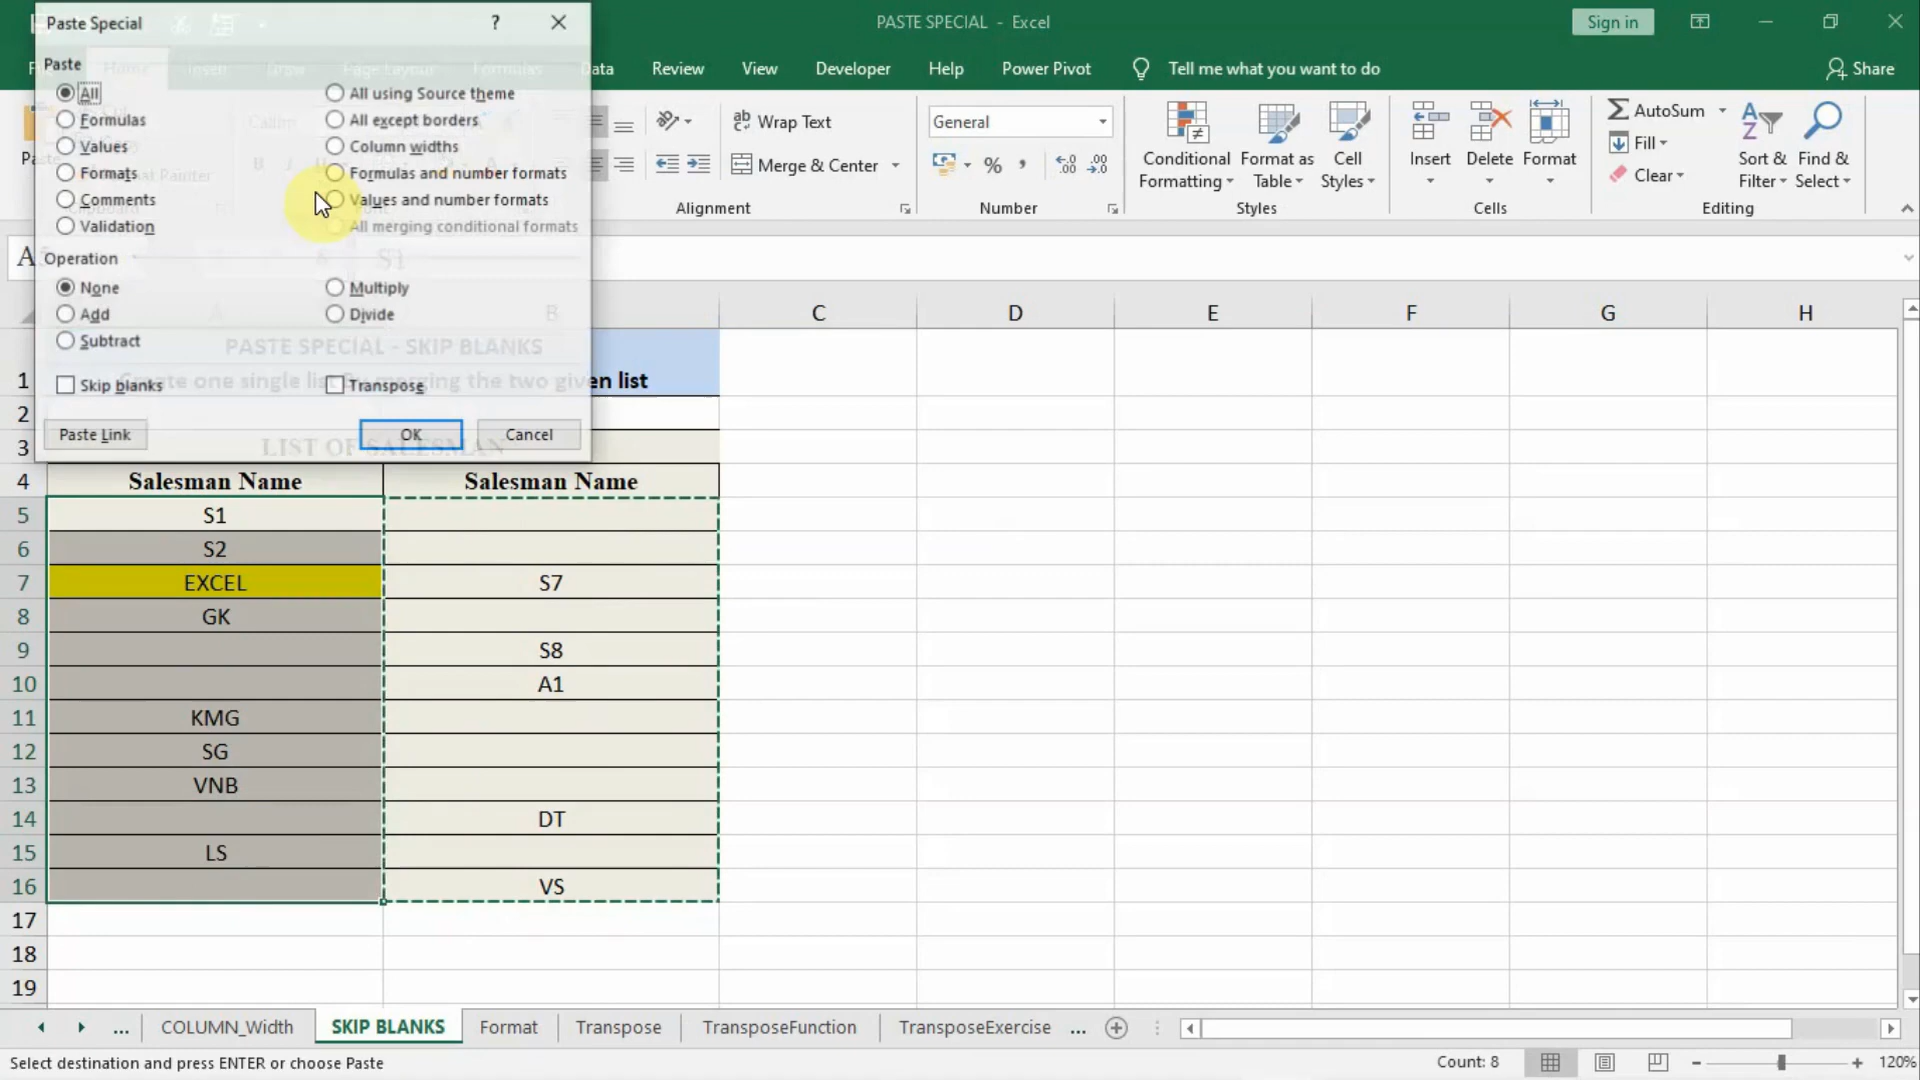 Paste Special ?
PASTE SPECIAL - Excel
Sign in
Data Review View Developer Help Power Pivot Tell me what you want to do Share
Paste
All
Formulas
Values
Formats
Comments
Validation
All using Source theme
All except borders
Column widths
Formulas and number formats
Values and number formats
All merging conditional formats
Operation
None
Add
Subtract
Multiply
Divide
Skip blanks
Transpose
Paste Link
OK
Cancel
Wrap Text
Merge & Center
Alignment
General
%
Number
Conditional Formatting
Format as Table
Cell Styles
Styles
Insert
Delete
Format
Cells
AutoSum
Fill
Clear
Sort & Filter
Find & Select
Editing
S1
B C D E F G H
PASTE SPECIAL - SKIP BLANKS
1 Create one single list by merging the two given list
2
3 LIST OF SALESMAN
4 Salesman Name Salesman Name
5 S1
6 S2
7 EXCEL S7
8 GK
9 S8
10 A1
11 KMG
12 SG
13 VNB
14 DT
15 LS
16 VS
17
18
19
... COLUMN_Width SKIP BLANKS Format Transpose TransposeFunction TransposeExercise ...
Select destination and press ENTER or choose Paste
Count: 8
120%